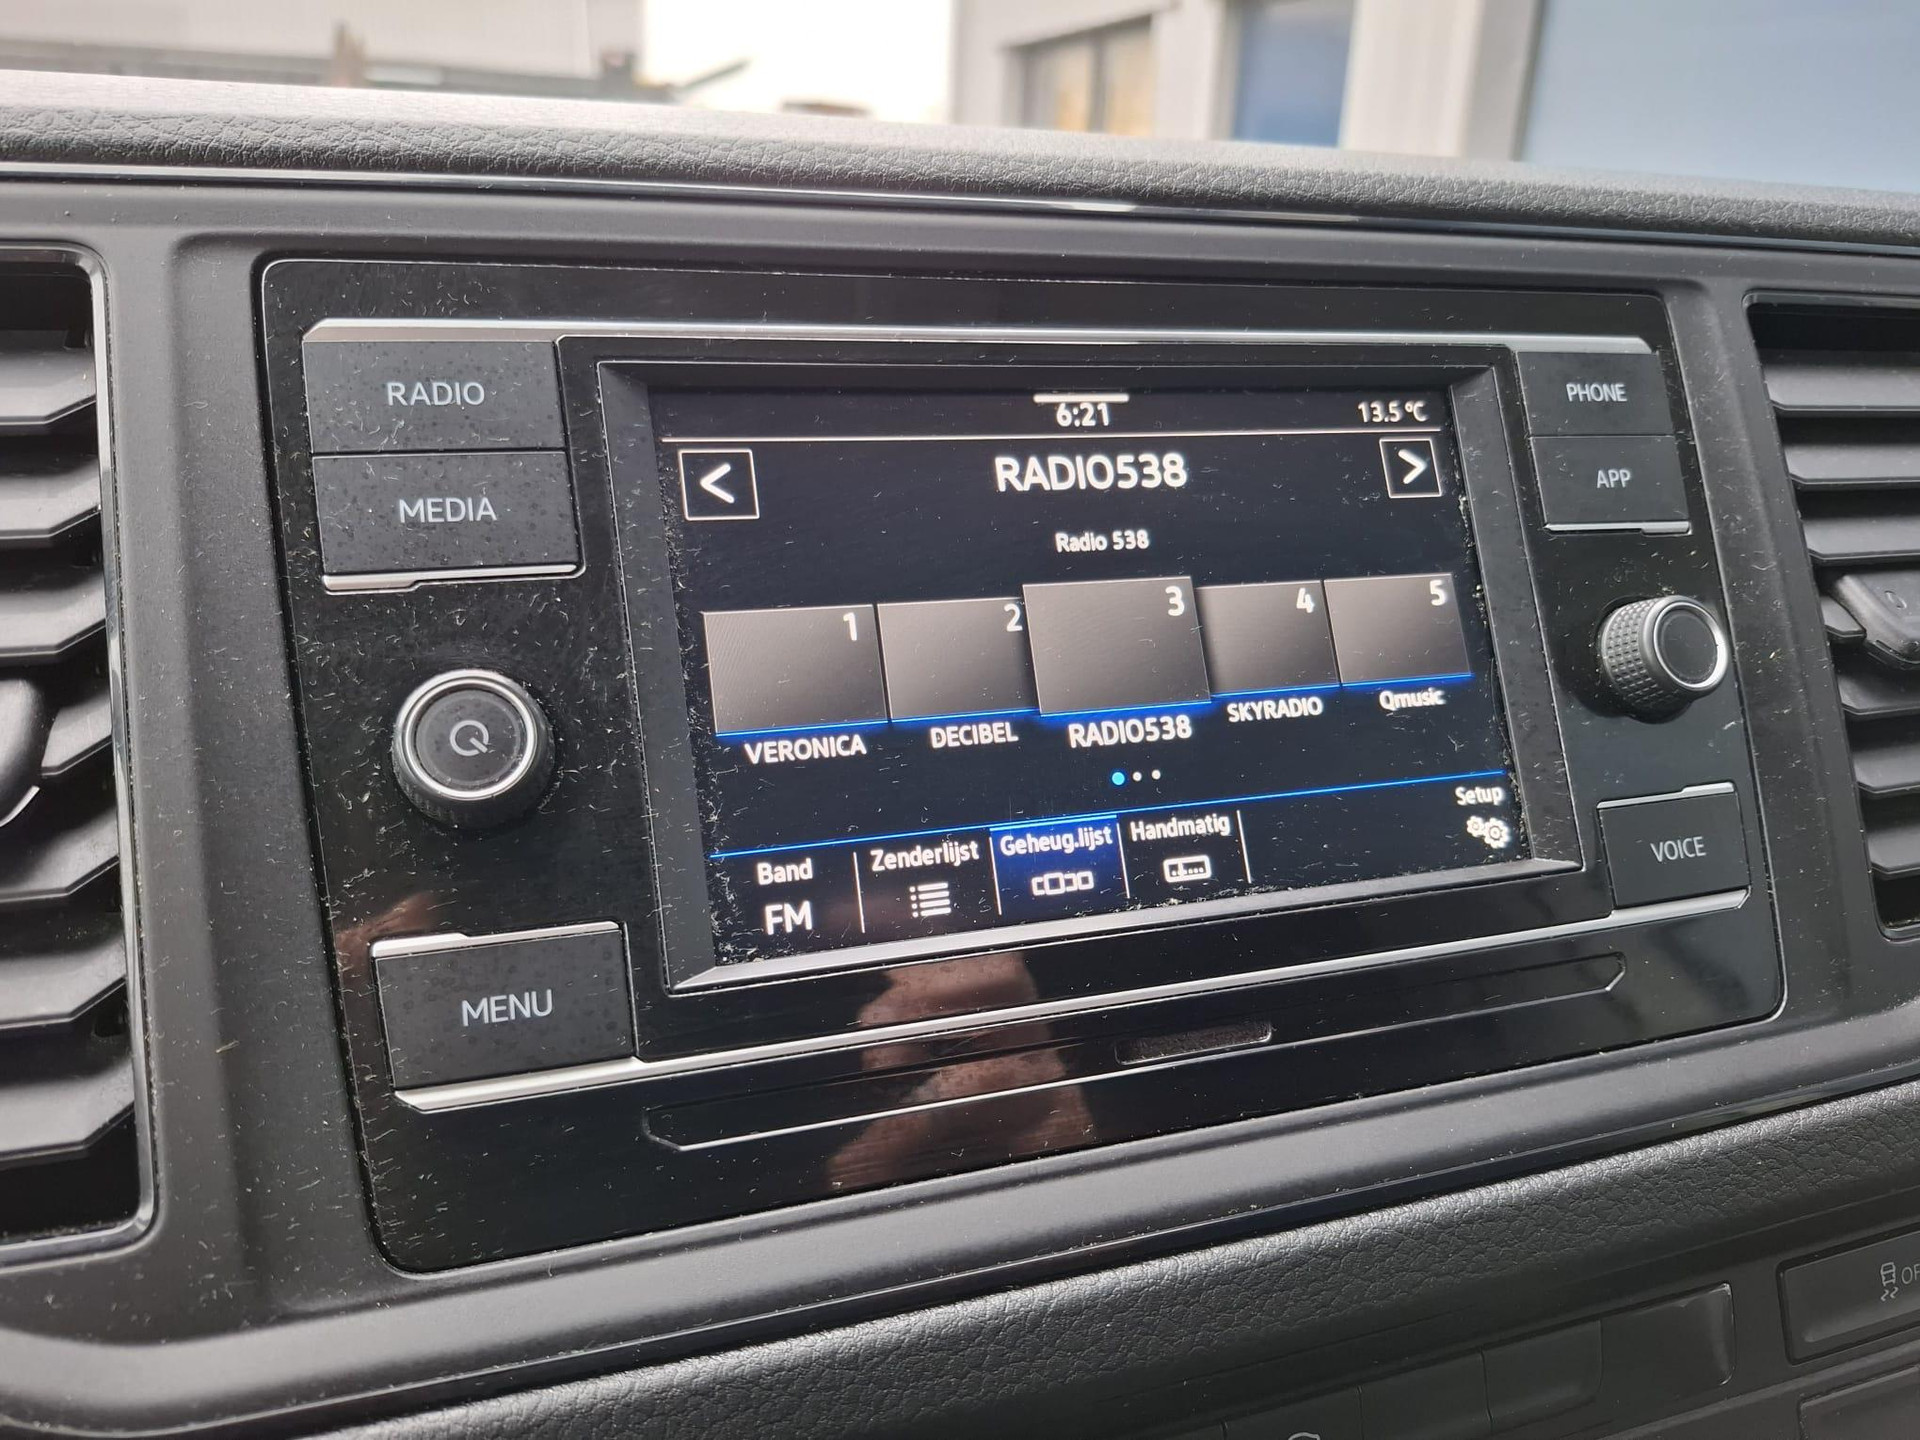 RADIO
MEDIA
MENU
PHONE
APP
VOICE
6:21
13.5 °C
<
RADIO538
>
Radio 538
1
2
3
4
5
VERONICA
DECIBEL
RADIO538
SKYRADIO
Qmusic
Band
FM
Zenderlijst
Geheug.lijst
Handmatig
Setup